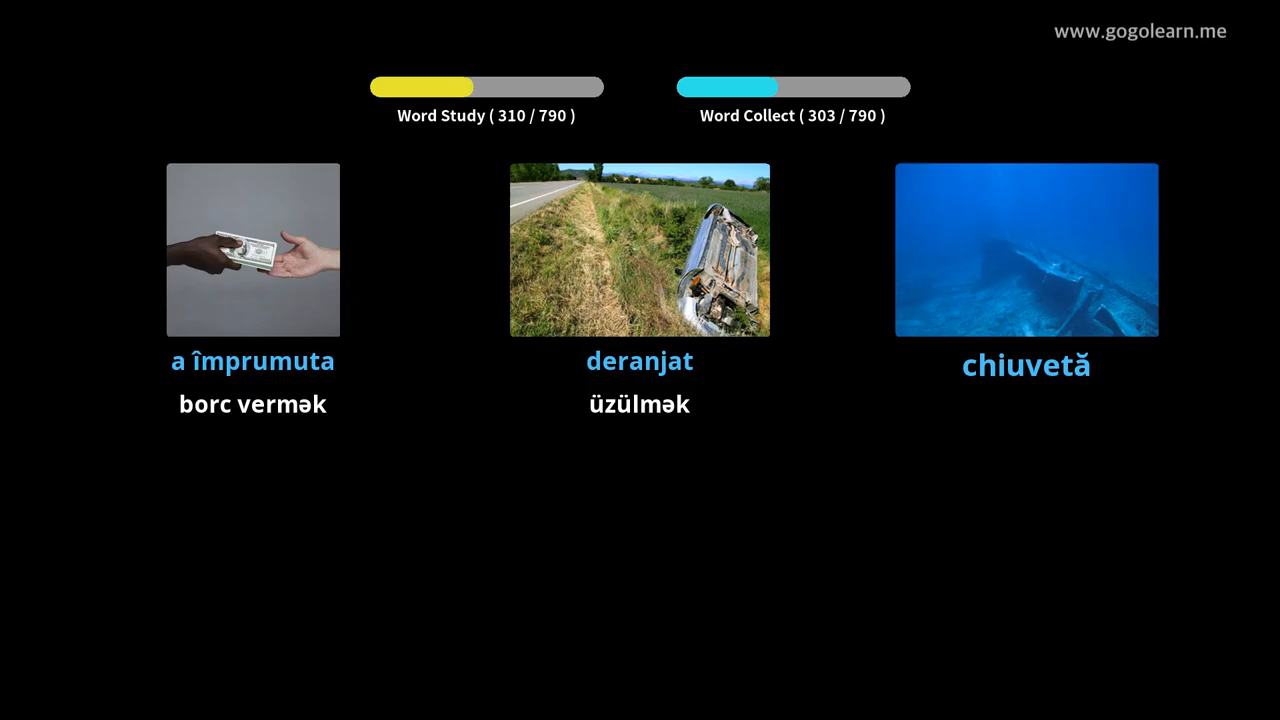 www.gogolearn.me
Word Study ( 310 / 790 )
Word Collect ( 303 / 790 )
a împrumuta
deranjat
chiuvetă
borc vermək
üzülmək